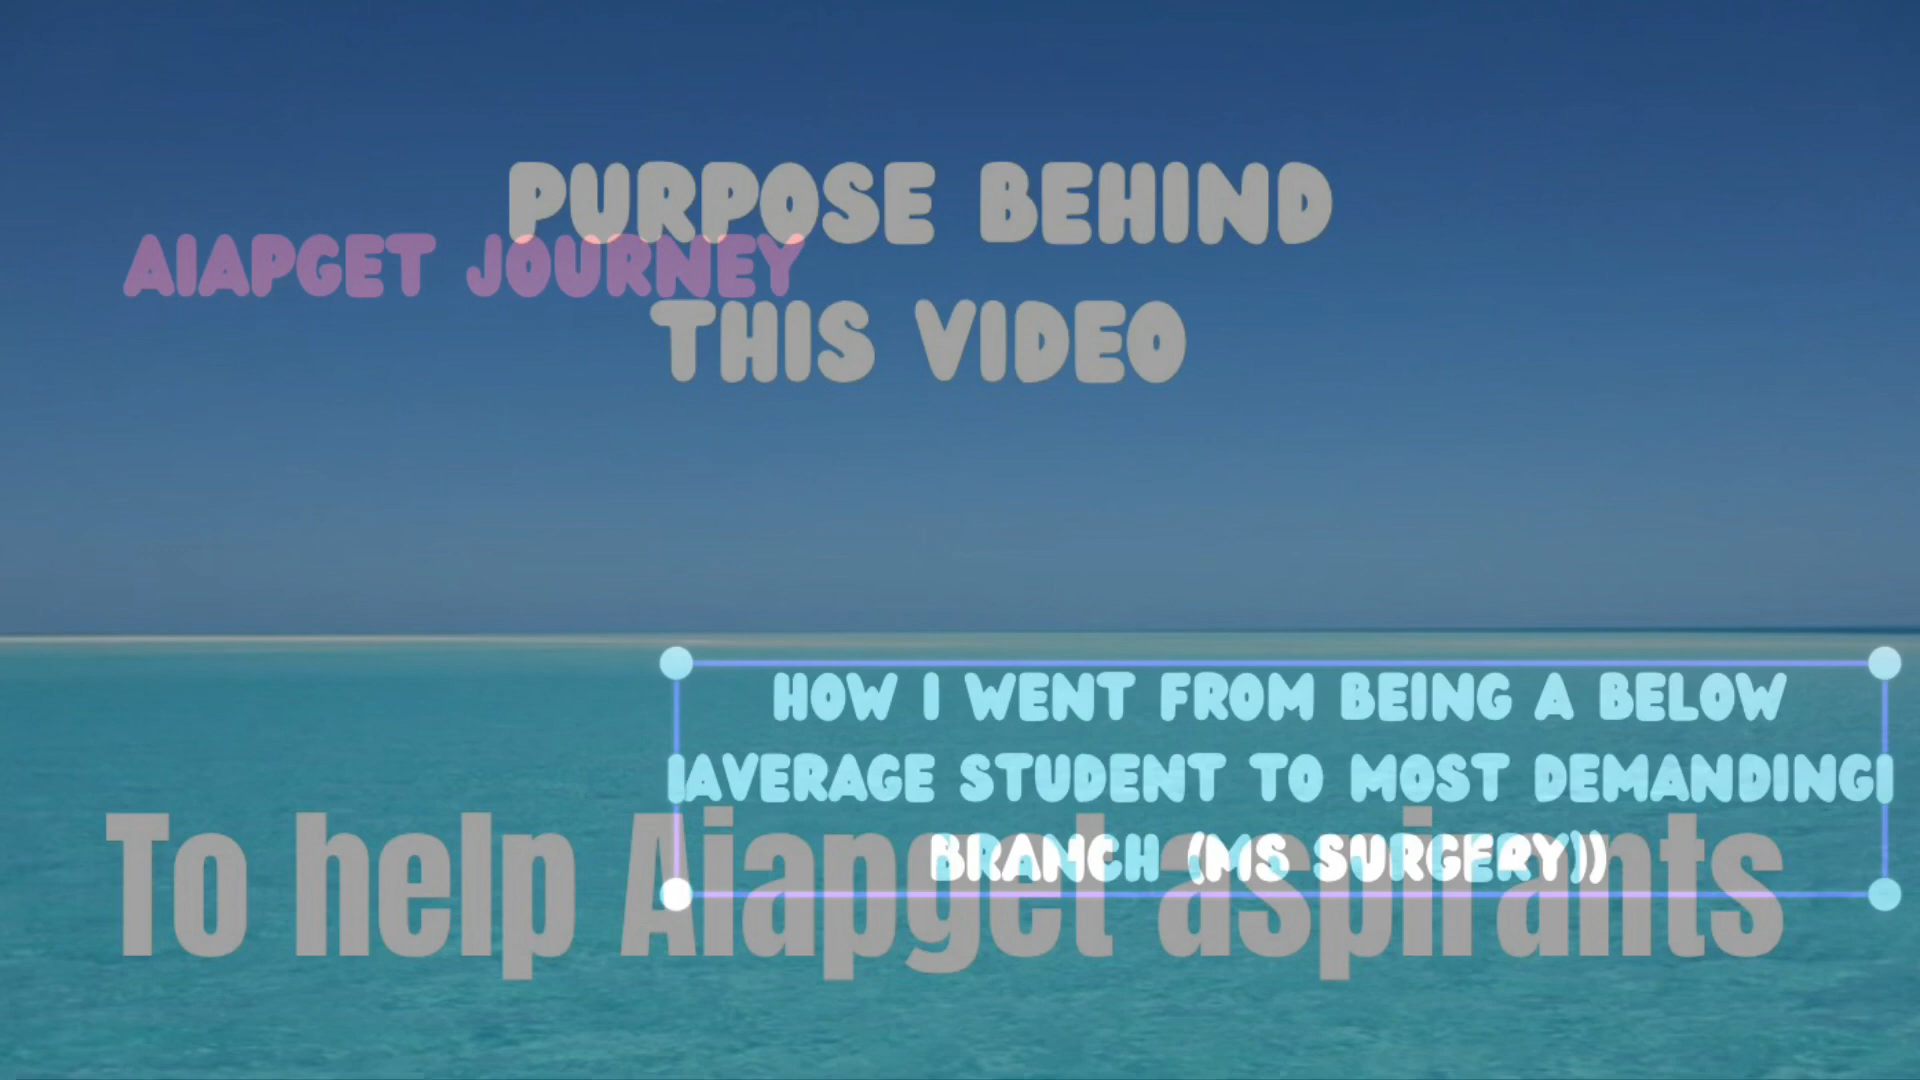 PURPOSE BEHIND
AIAPGET JOURNEY
THIS VIDEO
HOW I WENT FROM BEING A BELOW
AVERAGE STUDENT TO MOST DEMANDING
BRANCH (MS SURGERY))
To help Aiapget aspirants